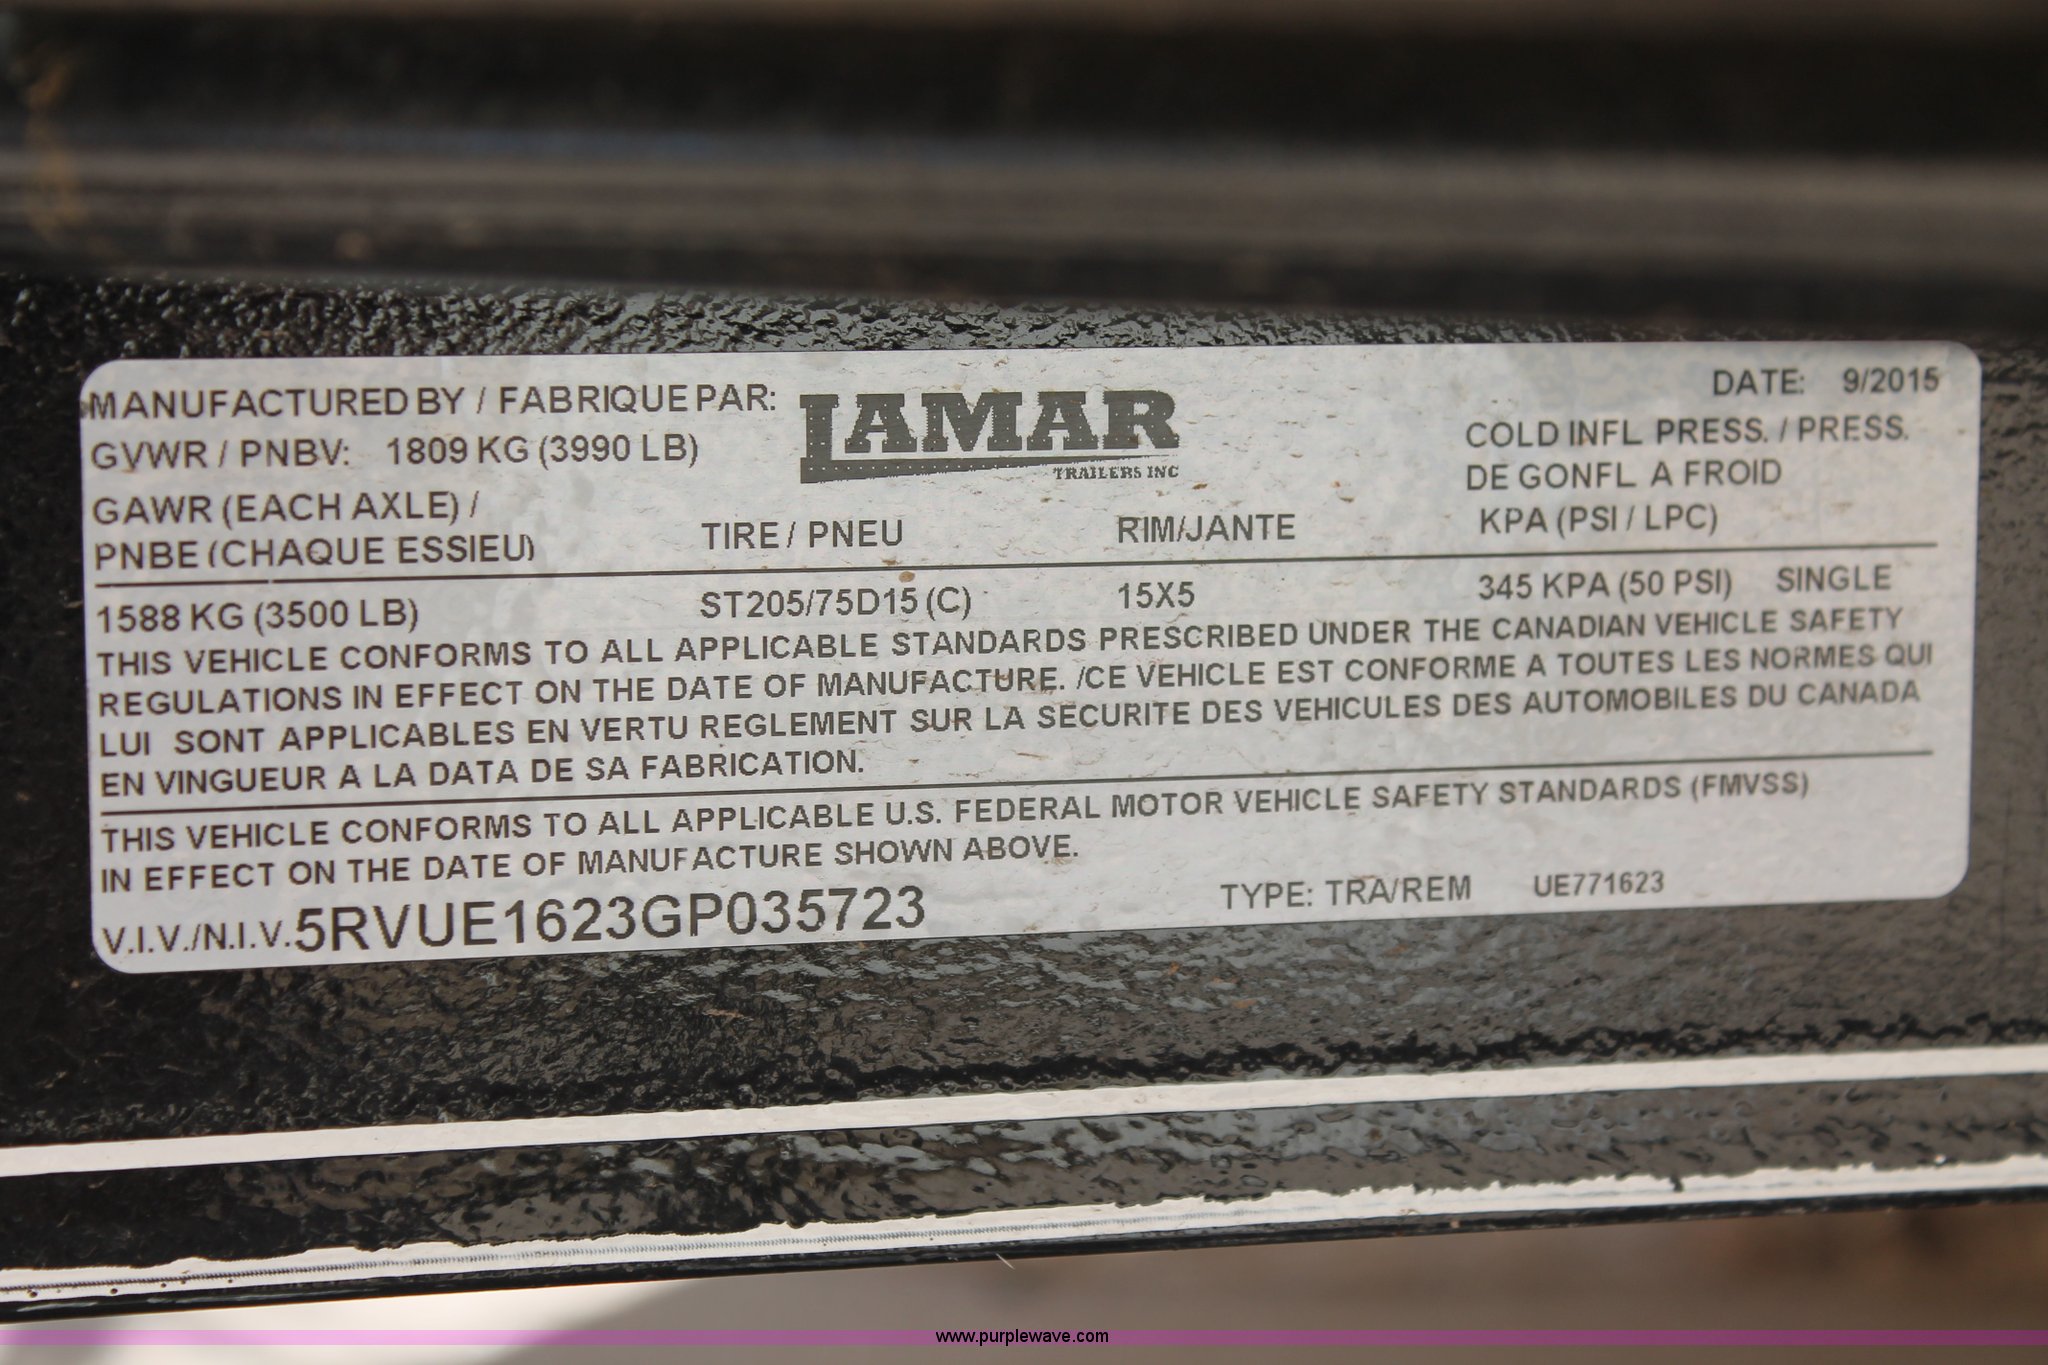 MANUFACTURED BY / FABRIQUE PAR: LAMAR TRAILERS INC DATE: 9/2015
GVWR / PNBV: 1809 KG (3990 LB)
COLD INFL PRESS. / PRESS.
DE GONFL A FROID
GAWR (EACH AXLE) /
PNBE (CHAQUE ESSIEU) TIRE / PNEU RIM/JANTE KPA (PSI / LPC)
1588 KG (3500 LB) ST205/75D15 (C) 15X5 345 KPA (50 PSI) SINGLE
THIS VEHICLE CONFORMS TO ALL APPLICABLE STANDARDS PRESCRIBED UNDER THE CANADIAN VEHICLE SAFETY
REGULATIONS IN EFFECT ON THE DATE OF MANUFACTURE. /CE VEHICLE EST CONFORME A TOUTES LES NORMES QUI
LUI SONT APPLICABLES EN VERTU REGLEMENT SUR LA SECURITE DES VEHICULES DES AUTOMOBILES DU CANADA
EN VINGUEUR A LA DATA DE SA FABRICATION.
THIS VEHICLE CONFORMS TO ALL APPLICABLE U.S. FEDERAL MOTOR VEHICLE SAFETY STANDARDS (FMVSS)
IN EFFECT ON THE DATE OF MANUFACTURE SHOWN ABOVE.
V.I.V./N.I.V. 5RVUE1623GP035723 TYPE: TRA/REM UE771623
www.purplewave.com